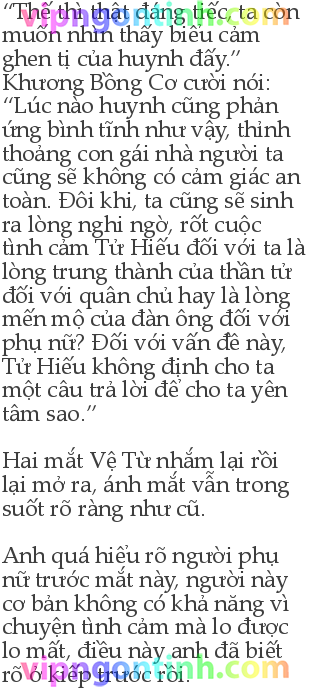 “Thế thì thật đáng tiếc, ta còn
muốn nhìn thấy biểu cảm
ghen tị của huynh đấy.”
Khương Bồng Cơ cười nói:
“Lúc nào huynh cũng phản
ứng bình tĩnh như vậy, thỉnh
thoảng con gái nhà người ta
cũng sẽ không có cảm giác an
toàn. Đôi khi, ta cũng sẽ sinh
ra lòng nghi ngờ, rốt cuộc
tình cảm Tử Hiếu đối với ta là
lòng trung thành của thần tử
đối với quân chủ hay là lòng
mến mộ của đàn ông đối với
phụ nữ? Đối với vấn đề này,
Tử Hiếu không định cho ta
một câu trả lời để cho ta yên
tâm sao.”
Hai mắt Vệ Từ nhắm lại rồi
lại mở ra, ánh mắt vẫn trong
suốt rõ ràng như cũ.
Anh quá hiểu rõ người phụ
nữ trước mắt này, người này
cơ bản không có khả năng vì
chuyện tình cảm mà lo được
lo mất, điều này anh đã biết
rõ ở kiếp trước rồi.
vipngontinh.com
vipngontinh.com
vipngontinh.com